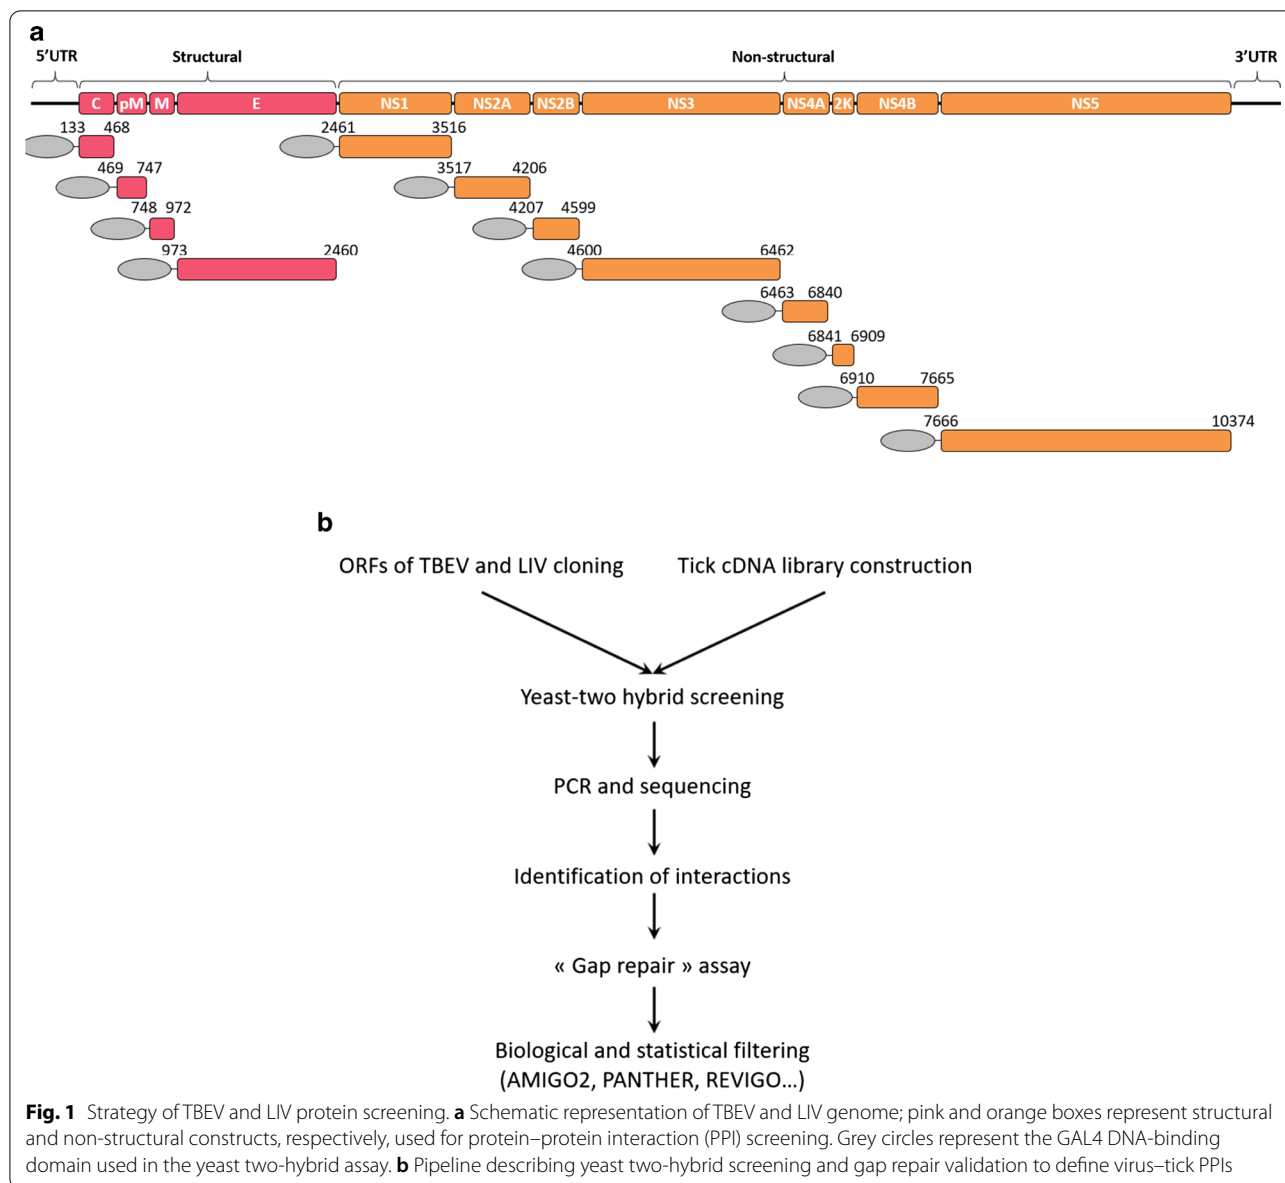 a
5'UTR Structural Non-structural 3'UTR
C pM M E NS1 NS2A NS2B NS3 NS4A 2K NS4B NS5
133 468 2461 3516
469 747 3517 4206
748 972 4207 4599
973 2460 4600 6462
6463 6840
6841 6909
6910 7665
7666 10374
b
ORFs of TBEV and LIV cloning Tick cDNA library construction
Yeast-two hybrid screening
PCR and sequencing
Identification of interactions
« Gap repair » assay
Biological and statistical filtering
(AMIGO2, PANTHER, REVIGO...)
Fig. 1 Strategy of TBEV and LIV protein screening. a Schematic representation of TBEV and LIV genome; pink and orange boxes represent structural
and non-structural constructs, respectively, used for protein–protein interaction (PPI) screening. Grey circles represent the GAL4 DNA-binding
domain used in the yeast two-hybrid assay. b Pipeline describing yeast two-hybrid screening and gap repair validation to define virus–tick PPIs